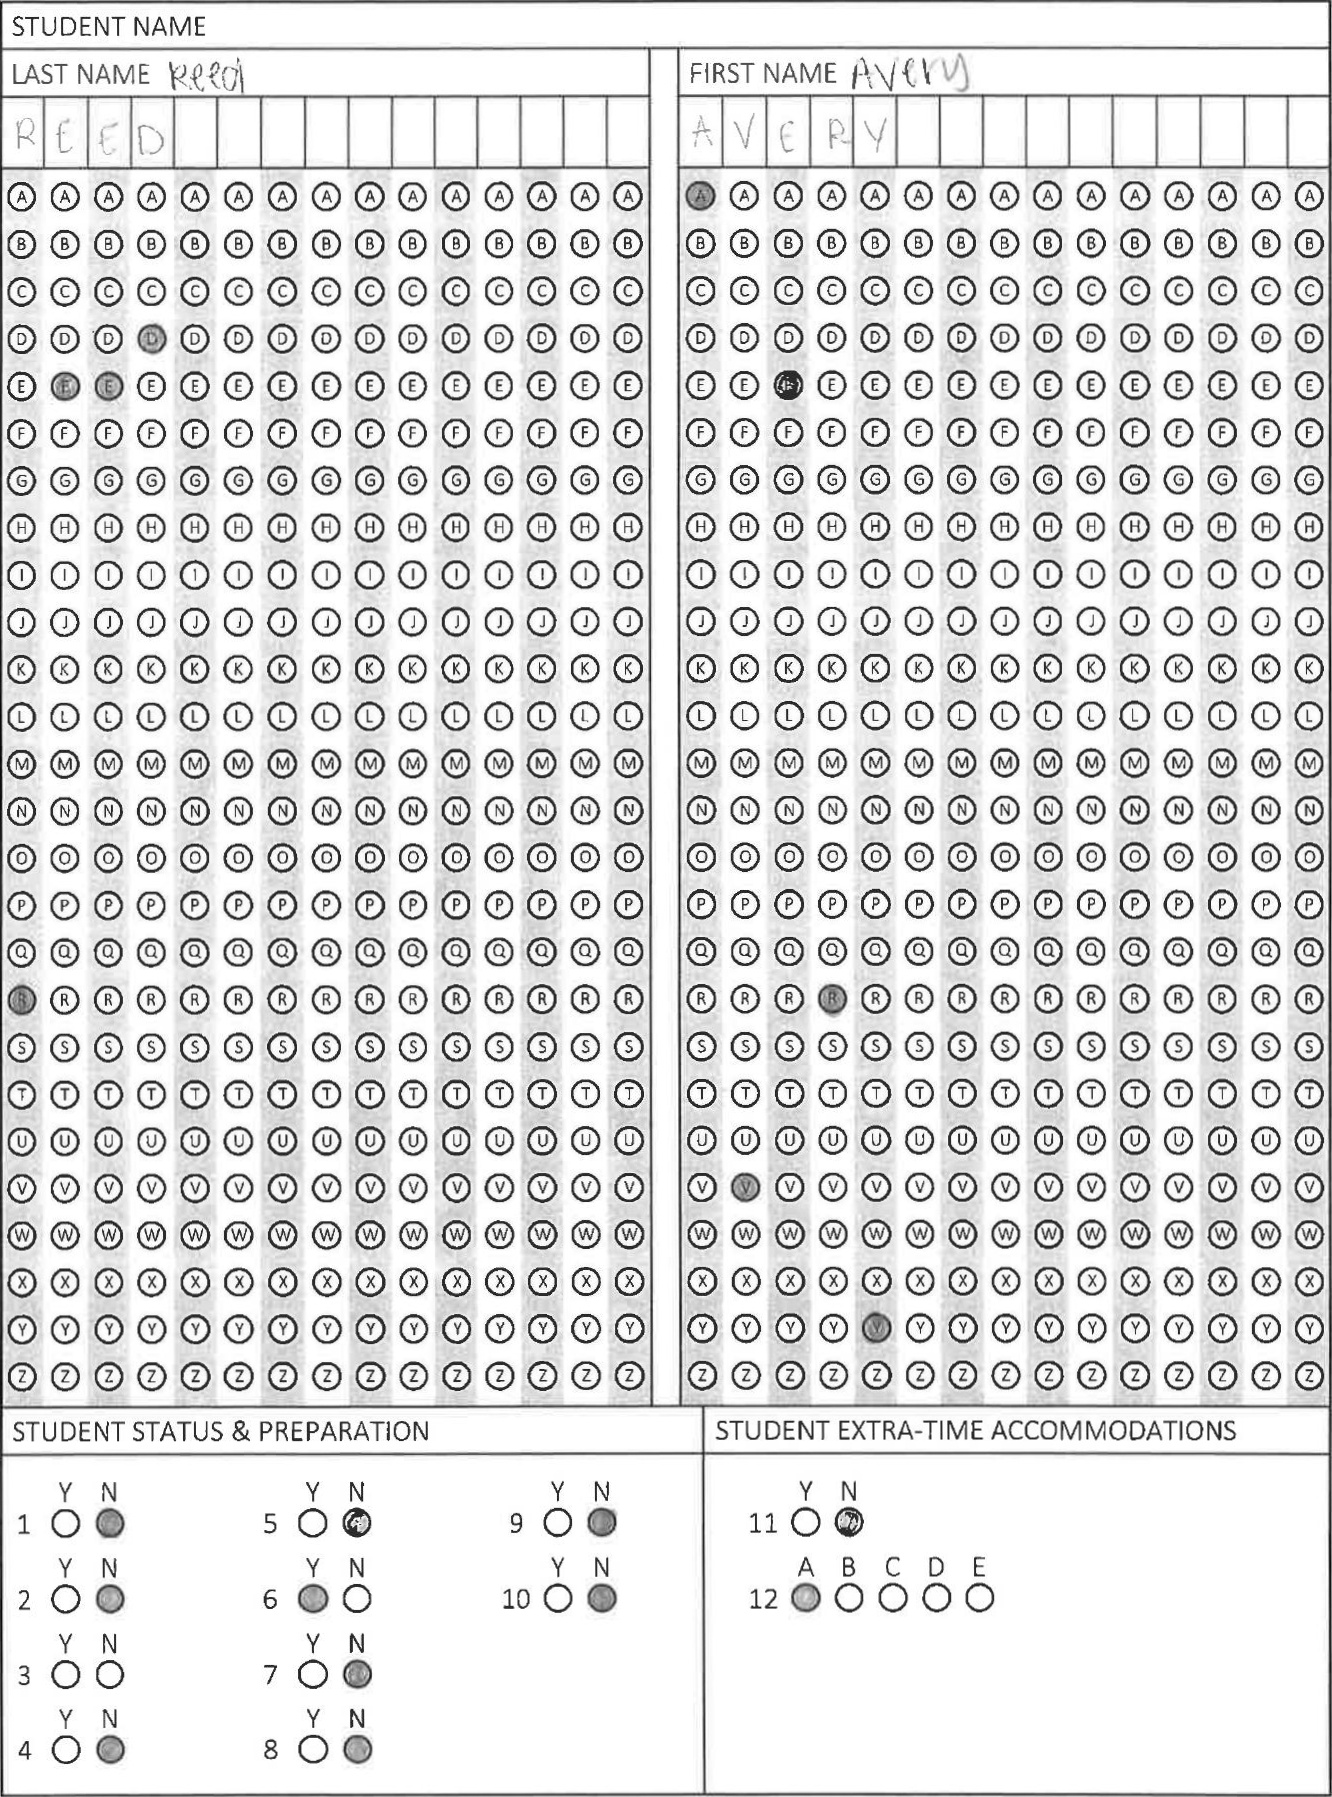 STUDENT NAME
LAST NAME Reed
FIRST NAME Avery
R E E D
A V E R Y
A A A A A A A A A A A A A A A A A A A A A A A A A A A A A A
B B B B B B B B B B B B B B B B B B B B B B B B B B B B B B
C C C C C C C C C C C C C C C C C C C C C C C C C C C C C C
D D D D D D D D D D D D D D D D D D D D D D D D D D D D D D
E E E E E E E E E E E E E E E E E E E E E E E E E E E E E E
F F F F F F F F F F F F F F F F F F F F F F F F F F F F F F
G G G G G G G G G G G G G G G G G G G G G G G G G G G G G G
H H H H H H H H H H H H H H H H H H H H H H H H H H H H H H
I I I I I I I I I I I I I I I I I I I I I I I I I I I I I I
J J J J J J J J J J J J J J J J J J J J J J J J J J J J J J
K K K K K K K K K K K K K K K K K K K K K K K K K K K K K K
L L L L L L L L L L L L L L L L L L L L L L L L L L L L L L
M M M M M M M M M M M M M M M M M M M M M M M M M M M M M M
N N N N N N N N N N N N N N N N N N N N N N N N N N N N N N
O O O O O O O O O O O O O O O O O O O O O O O O O O O O O O
P P P P P P P P P P P P P P P P P P P P P P P P P P P P P P
Q Q Q Q Q Q Q Q Q Q Q Q Q Q Q Q Q Q Q Q Q Q Q Q Q Q Q Q Q Q
R R R R R R R R R R R R R R R R R R R R R R R R R R R R R R
S S S S S S S S S S S S S S S S S S S S S S S S S S S S S S
T T T T T T T T T T T T T T T T T T T T T T T T T T T T T T
U U U U U U U U U U U U U U U U U U U U U U U U U U U U U U
V V V V V V V V V V V V V V V V V V V V V V V V V V V V V V
W W W W W W W W W W W W W W W W W W W W W W W W W W W W W W
X X X X X X X X X X X X X X X X X X X X X X X X X X X X X X
Y Y Y Y Y Y Y Y Y Y Y Y Y Y Y Y Y Y Y Y Y Y Y Y Y Y Y Y Y Y
Z Z Z Z Z Z Z Z Z Z Z Z Z Z Z Z Z Z Z Z Z Z Z Z Z Z Z Z Z Z
STUDENT STATUS & PREPARATION
Y N
1
Y N
2
Y N
3
Y N
4
Y N
5
Y N
6
Y N
7
Y N
8
Y N
9
Y N
10
STUDENT EXTRA-TIME ACCOMMODATIONS
Y N
11
A B C D E
12